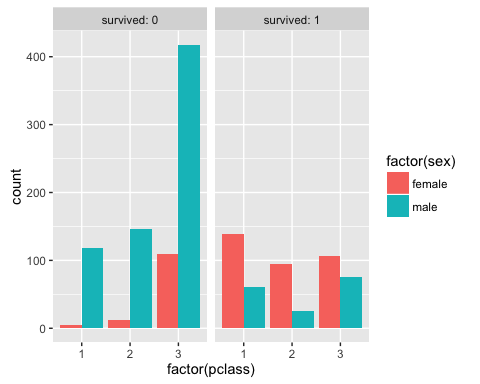 survived: 0 survived: 1
count
400
300
200
100
0
1 2 3 1 2 3
factor(pclass)
factor(sex)
female
male